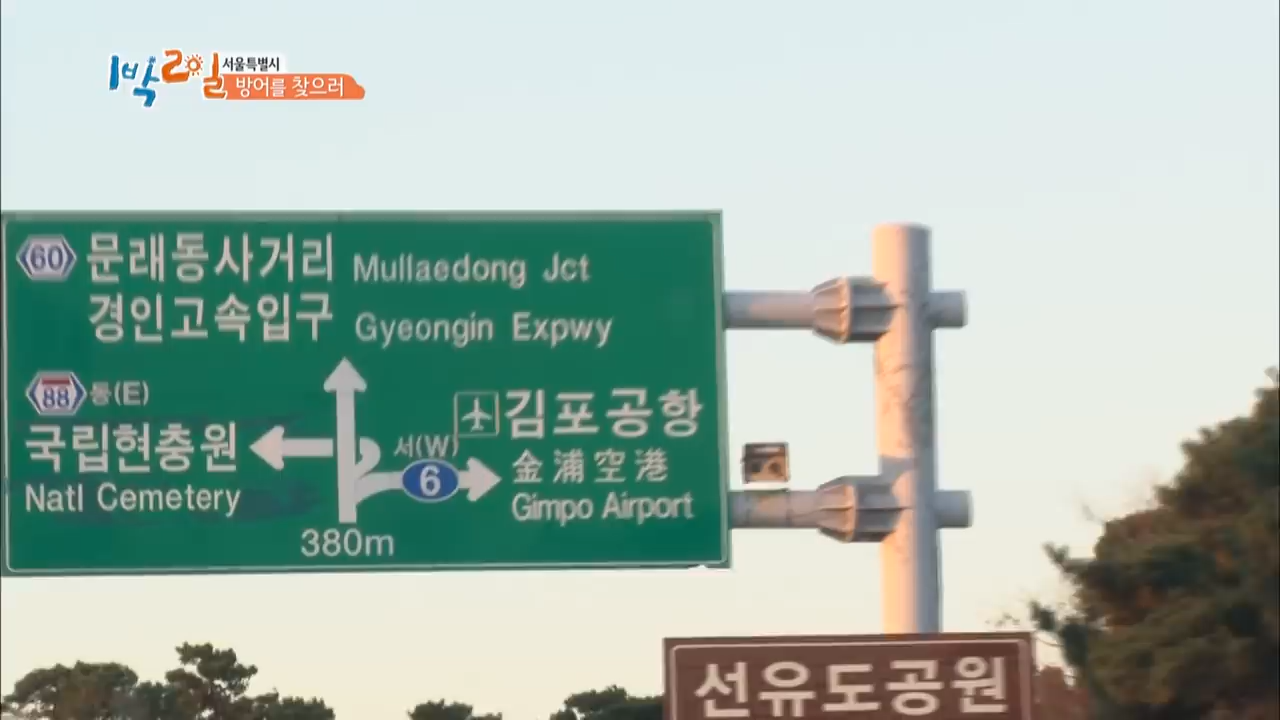 1박2일 서울특별시
방어를 찾으러
60 문래동사거리 Mullaedong Jct
경인고속입구 Gyeongin Expwy
88 동(E)
국립현충원
Natl Cemetery
서(W)
6
김포공항
金浦空港
Gimpo Airport
380m
선유도공원